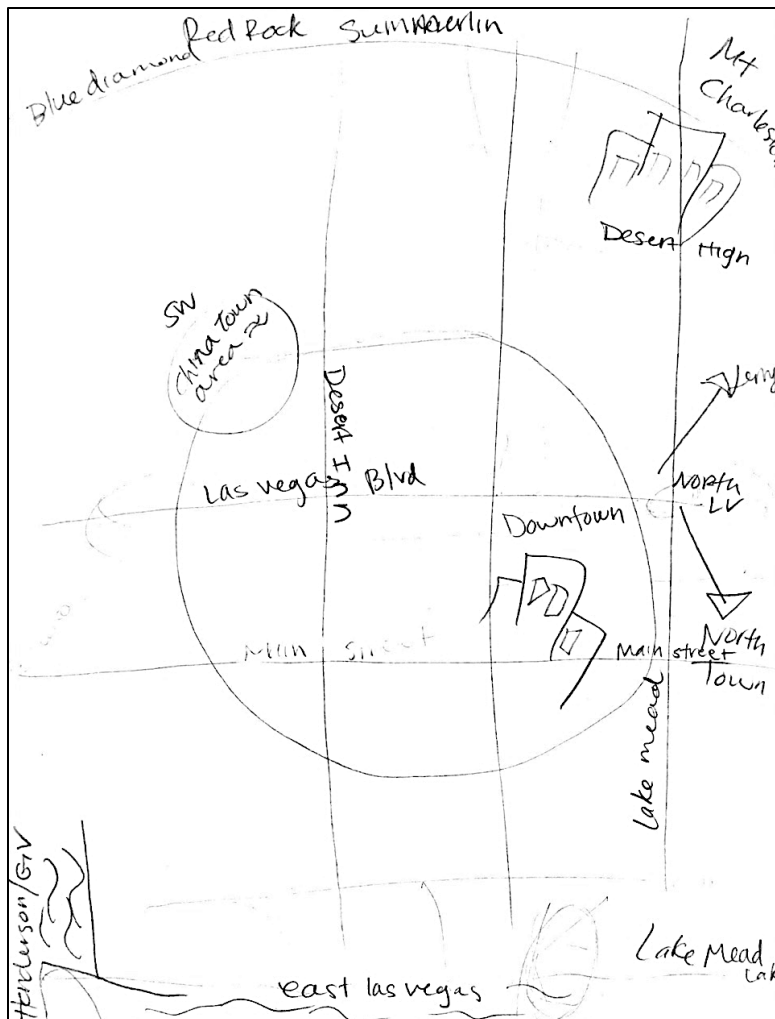 Blue diamond
Red Rock
Summerlin
Mt
Desert High
SW
China town
area
Desert Inn
Las vegas Blvd
North
LV
Downtown
Main Street
Main street
North
Town
Lake mead
Henderson/GV
east las vegas
Lake Mead